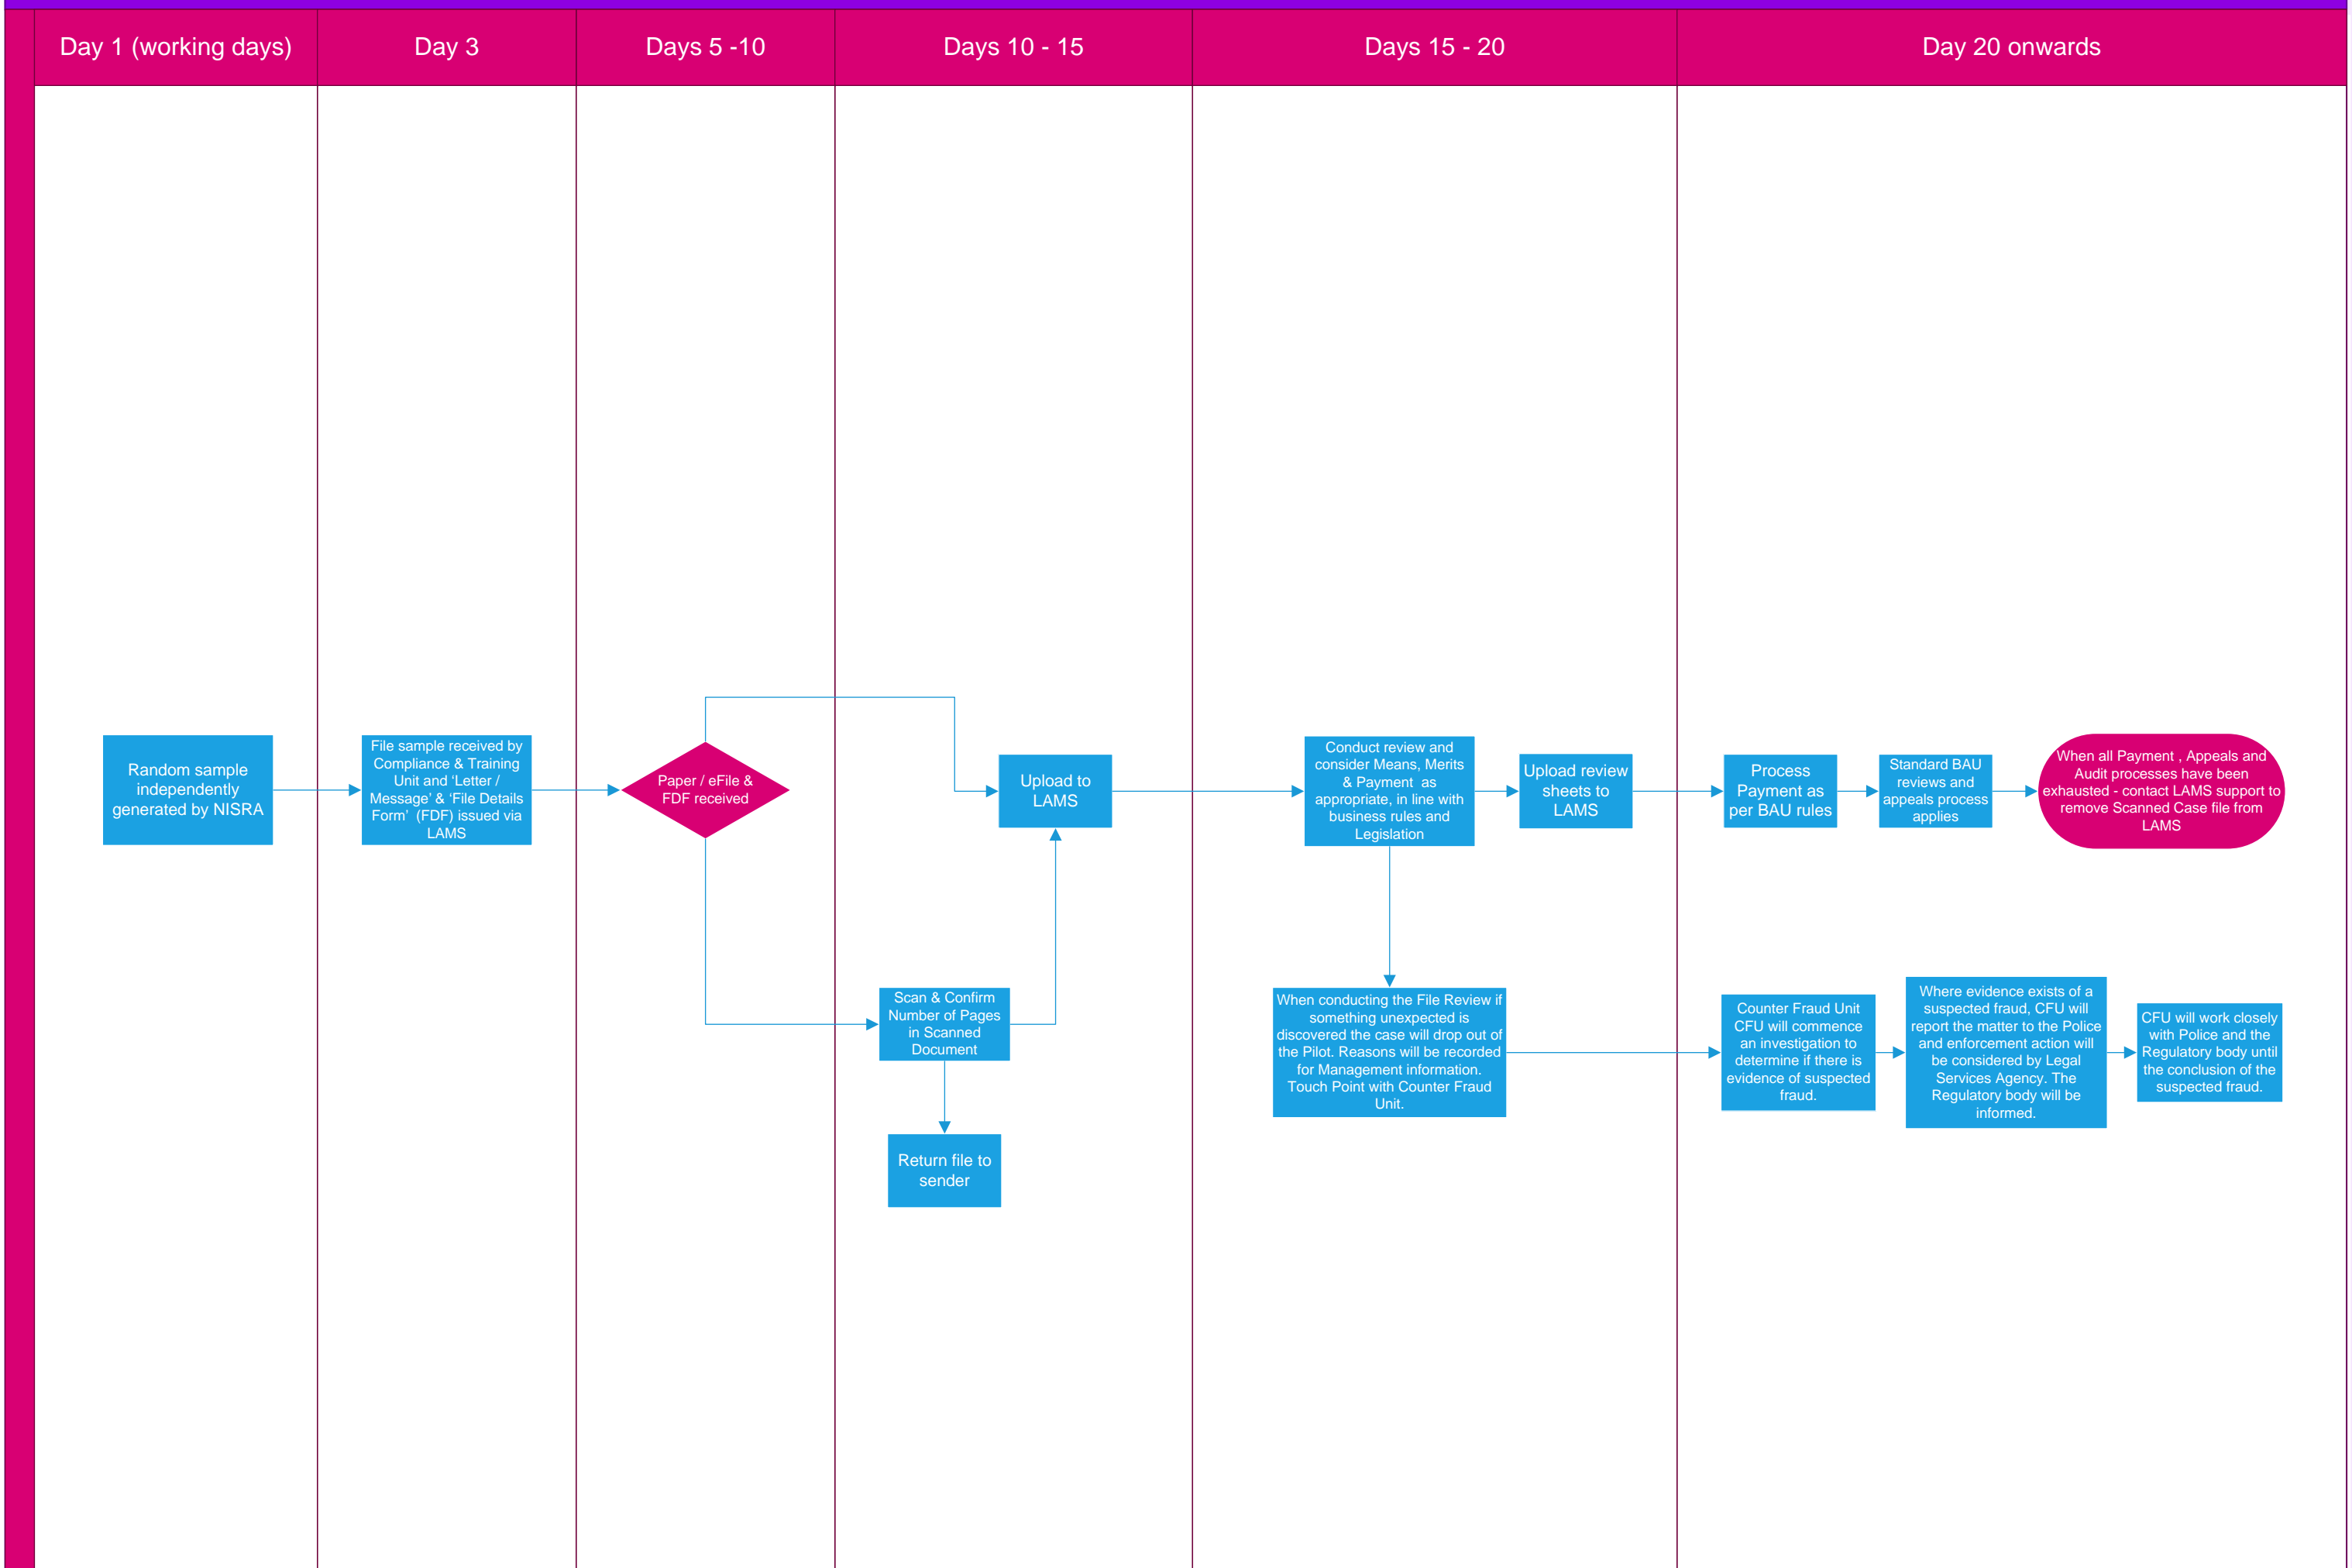 Day 1 (working days)
Day 3
Days 5 -10
Days 10 - 15
Days 15 - 20
Day 20 onwards
Random sample
independently
generated by NISRA
File sample received by
Compliance & Training
Unit and ‘Letter /
Message’ & ‘File Details
Form’  (FDF) issued via
LAMS
Paper / eFile &
FDF received
Upload to
LAMS
Scan & Confirm
Number of Pages
in Scanned
Document
Return file to
sender
Conduct review and
consider Means, Merits
& Payment  as
appropriate, in line with
business rules and
Legislation
Upload review
sheets to
LAMS
When conducting the File Review if
something unexpected is
discovered the case will drop out of
the Pilot. Reasons will be recorded
for Management information.
Touch Point with Counter Fraud
Unit.
Process
Payment as
per BAU rules
Standard BAU
reviews and
appeals process
applies
When all Payment , Appeals and
Audit processes have been
exhausted - contact LAMS support to
remove Scanned Case file from
LAMS
Counter Fraud Unit
CFU will commence
an investigation to
determine if there is
evidence of suspected
fraud.
Where evidence exists of a
suspected fraud, CFU will
report the matter to the Police
and enforcement action will
be considered by Legal
Services Agency. The
Regulatory body will be
informed.
CFU will work closely
with Police and the
Regulatory body until
the conclusion of the
suspected fraud.